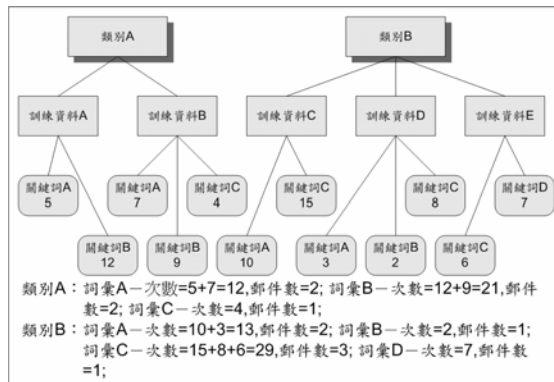 類別A
類別B
訓練資料A
訓練資料B
訓練資料C
訓練資料D
訓練資料E
關鍵詞A
5
關鍵詞A
7
關鍵詞C
4
關鍵詞C
15
關鍵詞C
8
關鍵詞D
7
關鍵詞B
12
關鍵詞B
9
關鍵詞A
10
關鍵詞A
3
關鍵詞B
2
關鍵詞C
6
類別A：詞彙A－次數=5+7=12,郵件數=2; 詞彙B－次數=12+9=21,郵件
數=2; 詞彙C－次數=4,郵件數=1;
類別B：詞彙A－次數=10+3=13,郵件數=2; 詞彙B－次數=2,郵件數=1;
詞彙C－次數=15+8+6=29,郵件數=3; 詞彙D－次數=7,郵件數
=1;